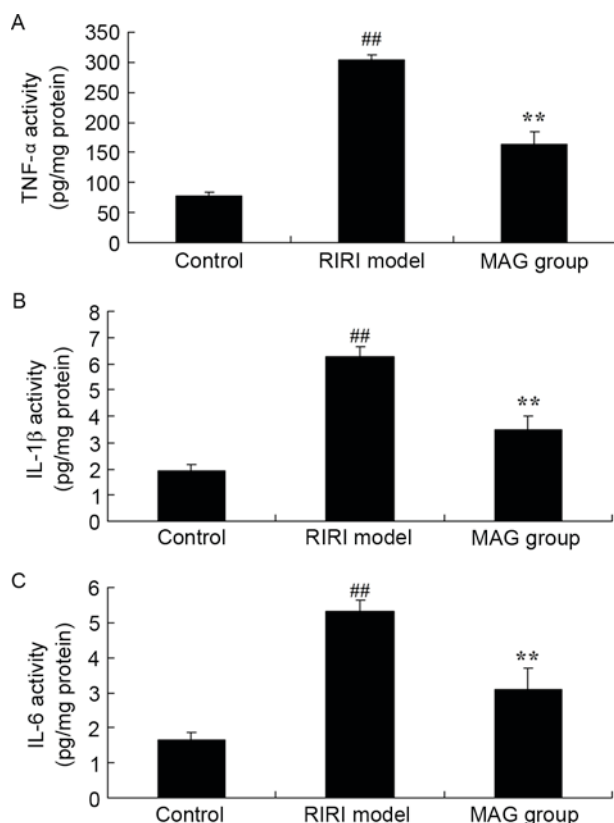 A
TNF-α activity
(pg/mg protein)
350
300
250
200
150
100
50
0
##
**
Control RIRI model MAG group
B
IL-1β activity
(pg/mg protein)
8
7
6
5
4
3
2
1
0
##
**
Control RIRI model MAG group
C
IL-6 activity
(pg/mg protein)
6
5
4
3
2
1
0
##
**
Control RIRI model MAG group